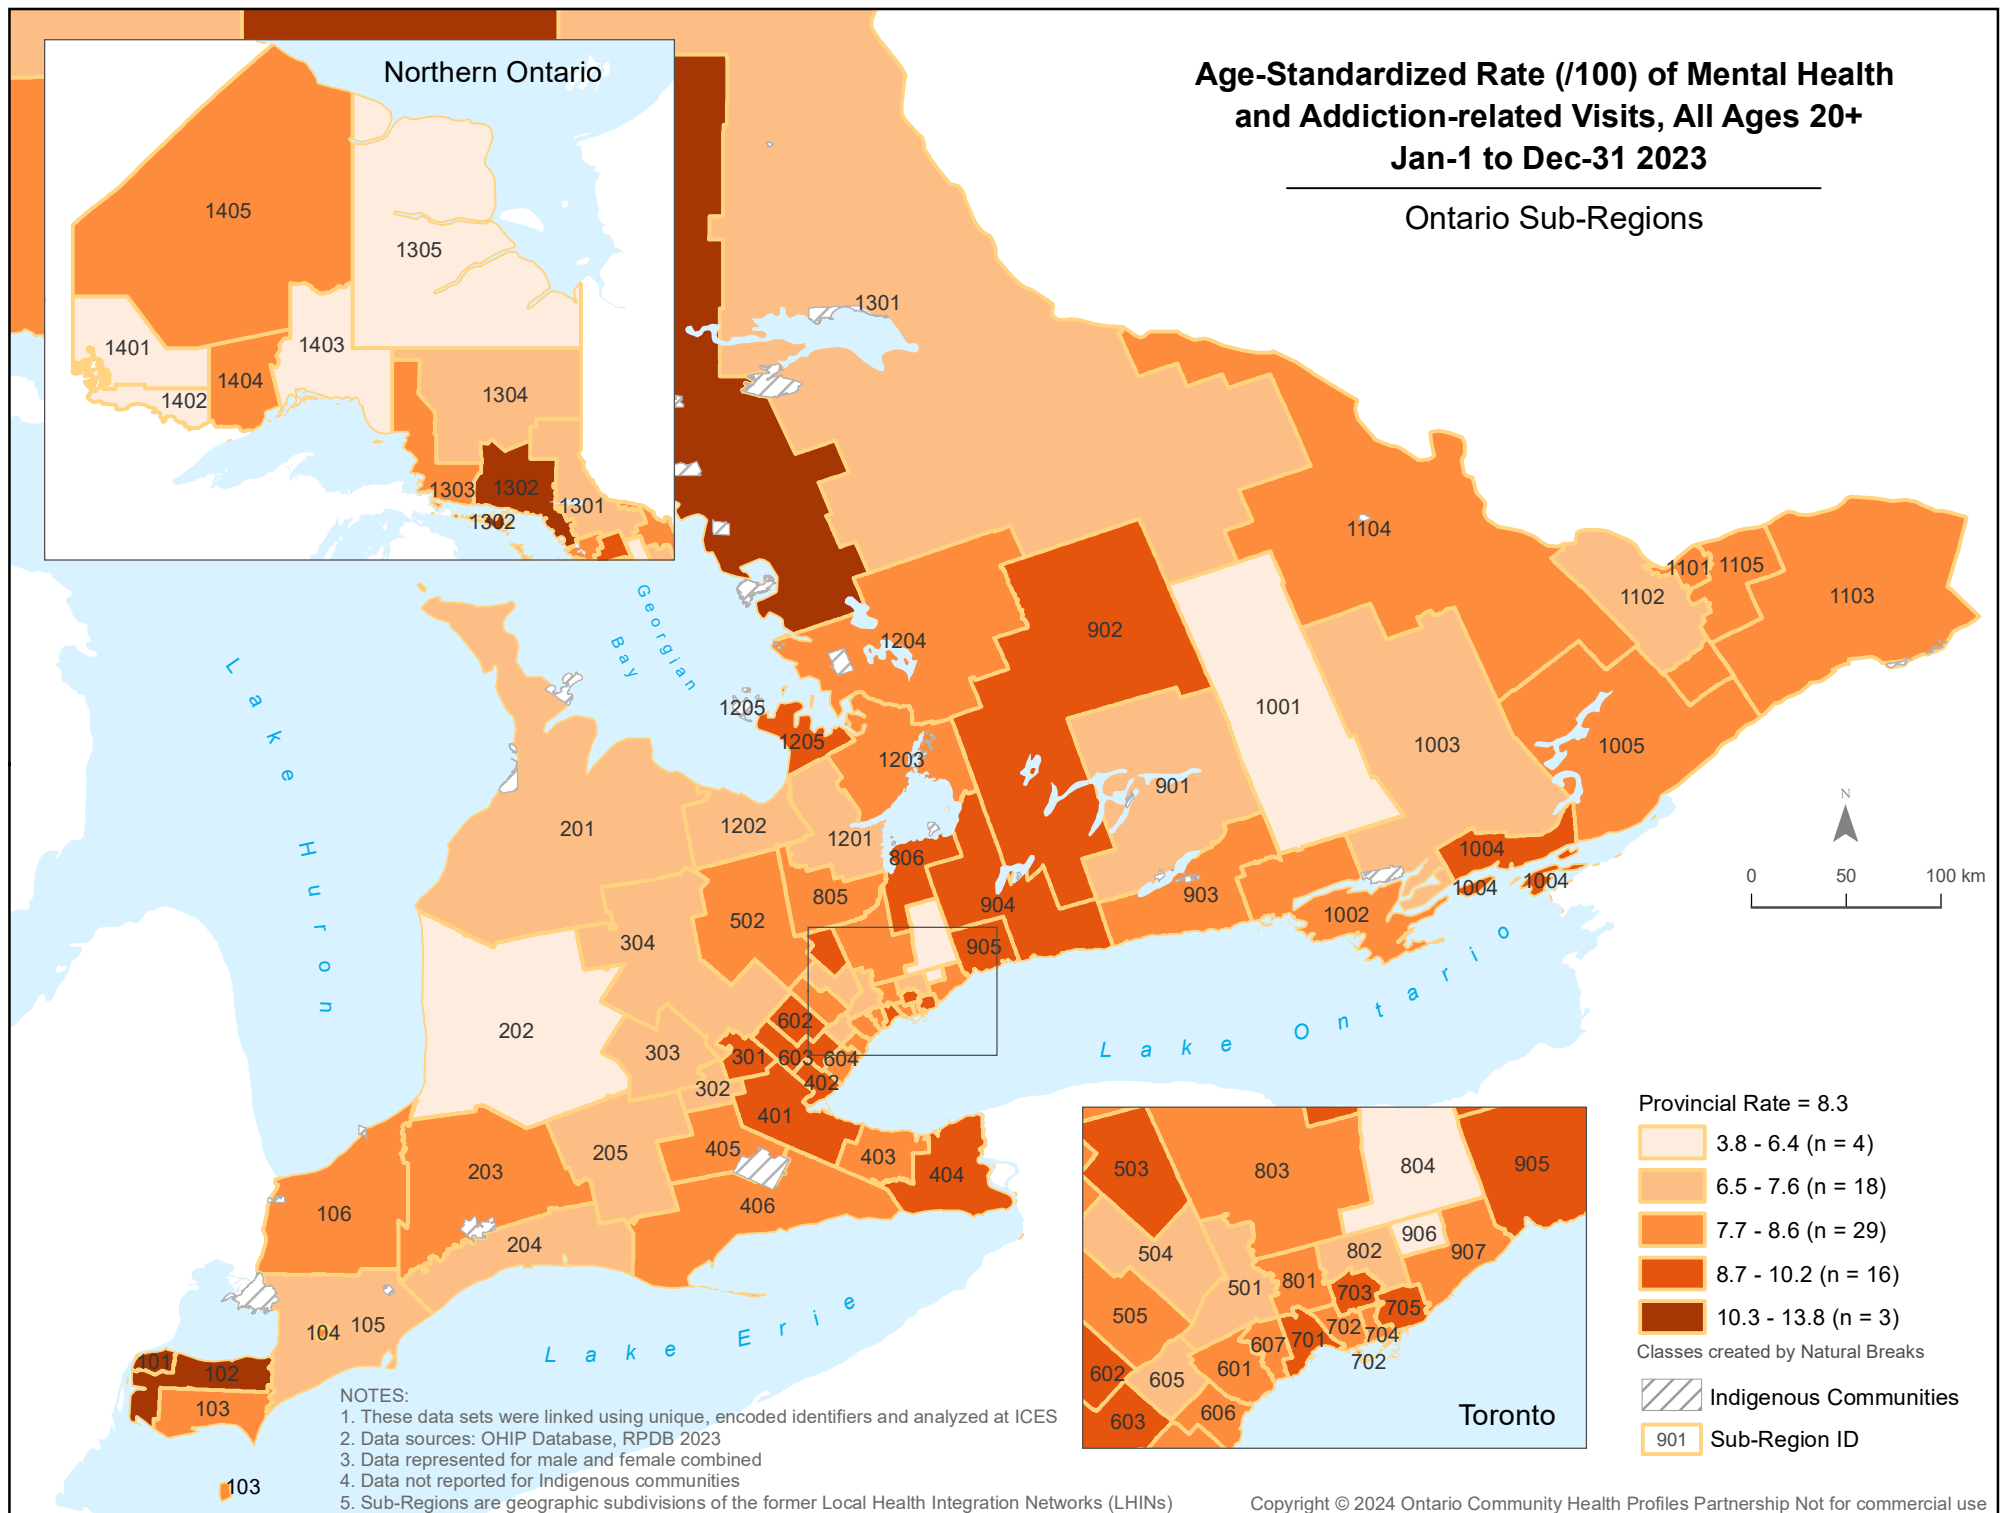 Age-Standardized Rate (/100) of Mental Health
and Addiction-related Visits, All Ages 20+
Jan-1 to Dec-31 2023
Ontario Sub-Regions
Northern Ontario
1405
1305
1401
1403
1404
1402
1304
1303
1302
1301
1302
1301
1104
1101
1105
1102
1103
Georgian
Bay
1204
902
1205
1205
1203
1001
1003
1005
901
Lake Huron
201
1202
1201
806
1004
1004
1004
805
903
1002
502
904
304
905
N
0 50 100 km
202
602
303
301
603
604
302
402
401
Lake Ontario
205
405
403
404
203
406
106
204
104
105
101
102
103
103
Lake Erie
503
803
804
905
504
906
802
907
501
801
703
705
505
607
701
702
704
702
602
605
601
603
606
Toronto
Provincial Rate = 8.3
3.8 - 6.4 (n = 4)
6.5 - 7.6 (n = 18)
7.7 - 8.6 (n = 29)
8.7 - 10.2 (n = 16)
10.3 - 13.8 (n = 3)
Classes created by Natural Breaks
Indigenous Communities
901 Sub-Region ID
NOTES:
1. These data sets were linked using unique, encoded identifiers and analyzed at ICES
2. Data sources: OHIP Database, RPDB 2023
3. Data represented for male and female combined
4. Data not reported for Indigenous communities
5. Sub-Regions are geographic subdivisions of the former Local Health Integration Networks (LHINs)
Copyright © 2024 Ontario Community Health Profiles Partnership Not for commercial use